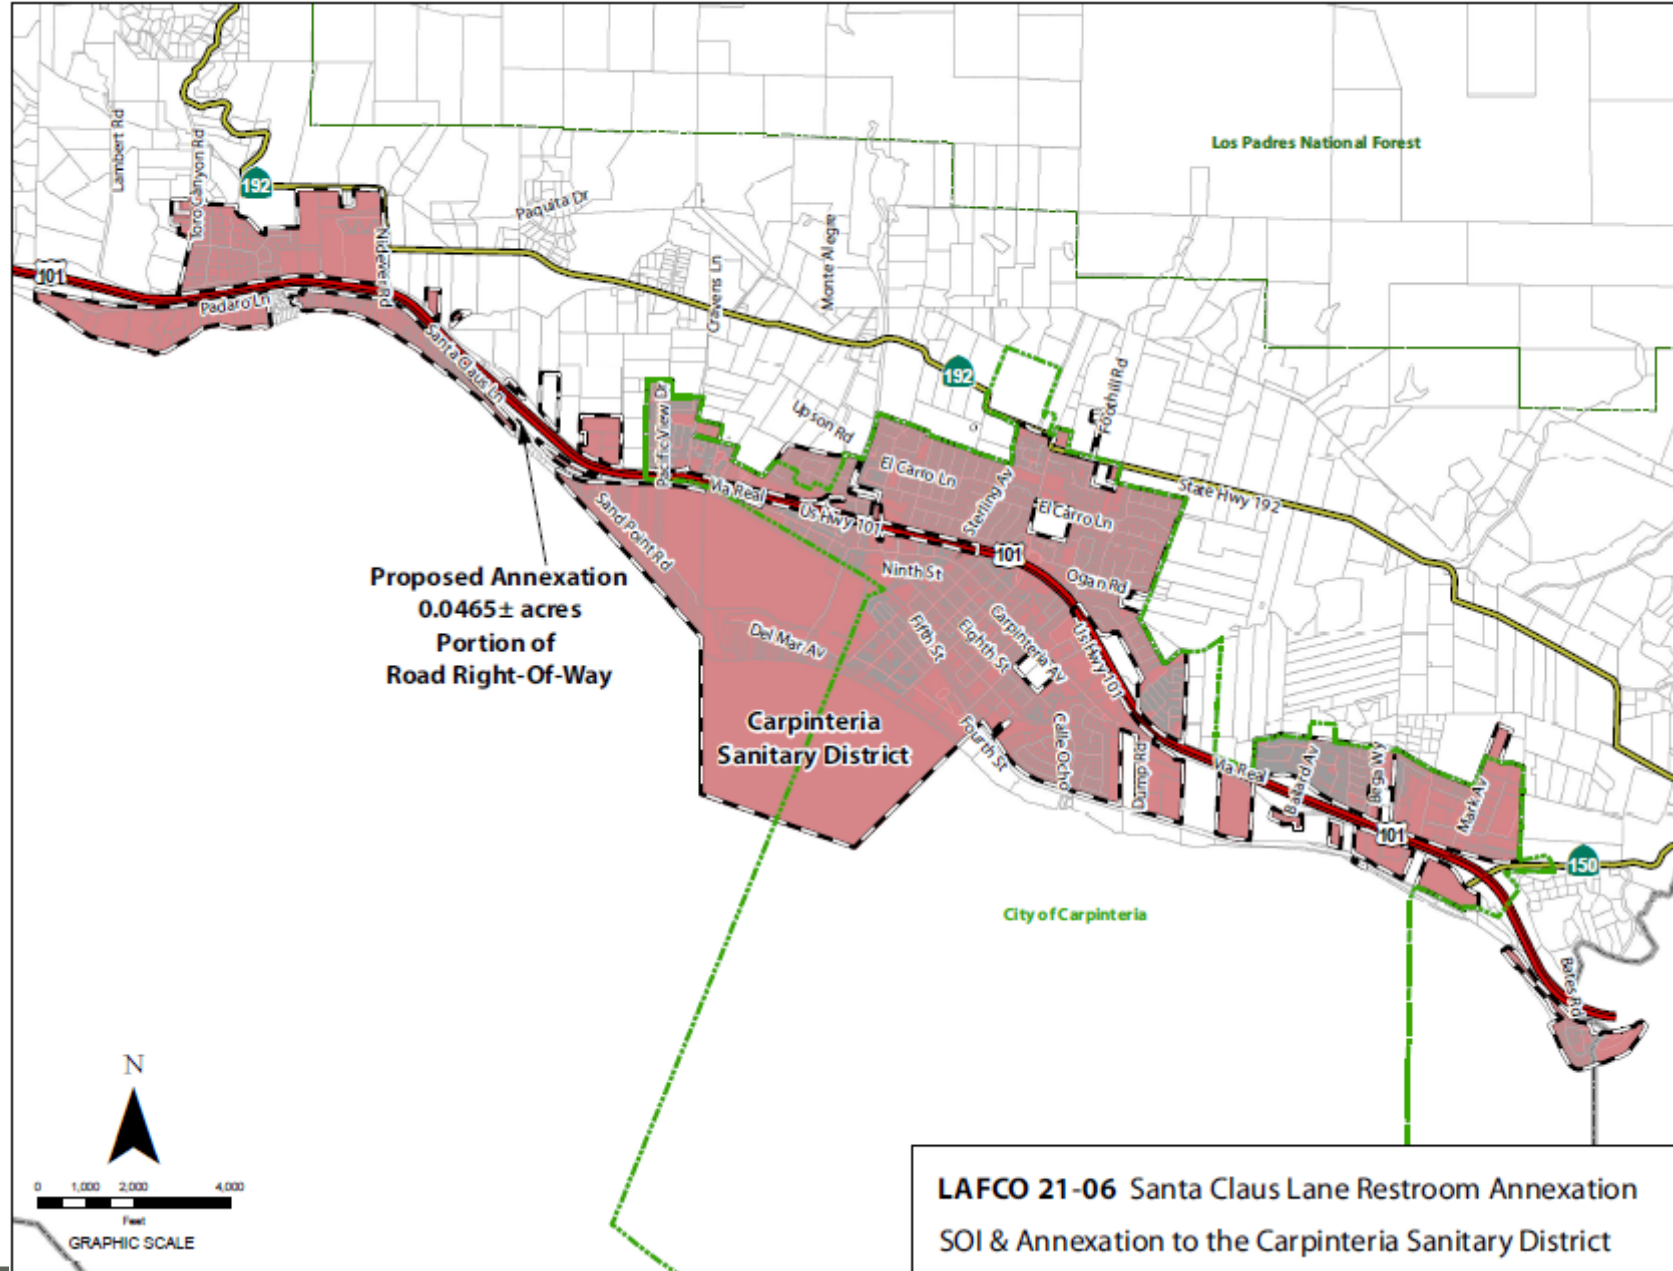 Los Padres National Forest
Lambert Rd
Toro Canyon Rd
192
Paquita Dr
Nidever Rd
101
Padaro Ln
Cravens Ln
Monte Alegre
Santa Claus Ln
192
Foothill Rd
Pacific View Dr
Upson Rd
El Carro Ln
Sterling Av
State Hwy 192
Via Real
Us Hwy 101
El Carro Ln
Sand Point Rd
101
Ninth St
Ogan Rd
Proposed Annexation
0.0465± acres
Portion of
Road Right-Of-Way
Del Mar Av
Fifth St
Eighth St
Carpinteria Av
Us Hwy 101
Carpinteria
Sanitary District
Fourth St
Calle Ocho
Dump Rd
Via Real
Ballard Av
Bega Wy
Mark Av
101
150
City of Carpinteria
Bates Rd
N
0 1,000 2,000 4,000
Feet
GRAPHIC SCALE
LAFCO 21-06 Santa Claus Lane Restroom Annexation
SOI & Annexation to the Carpinteria Sanitary District